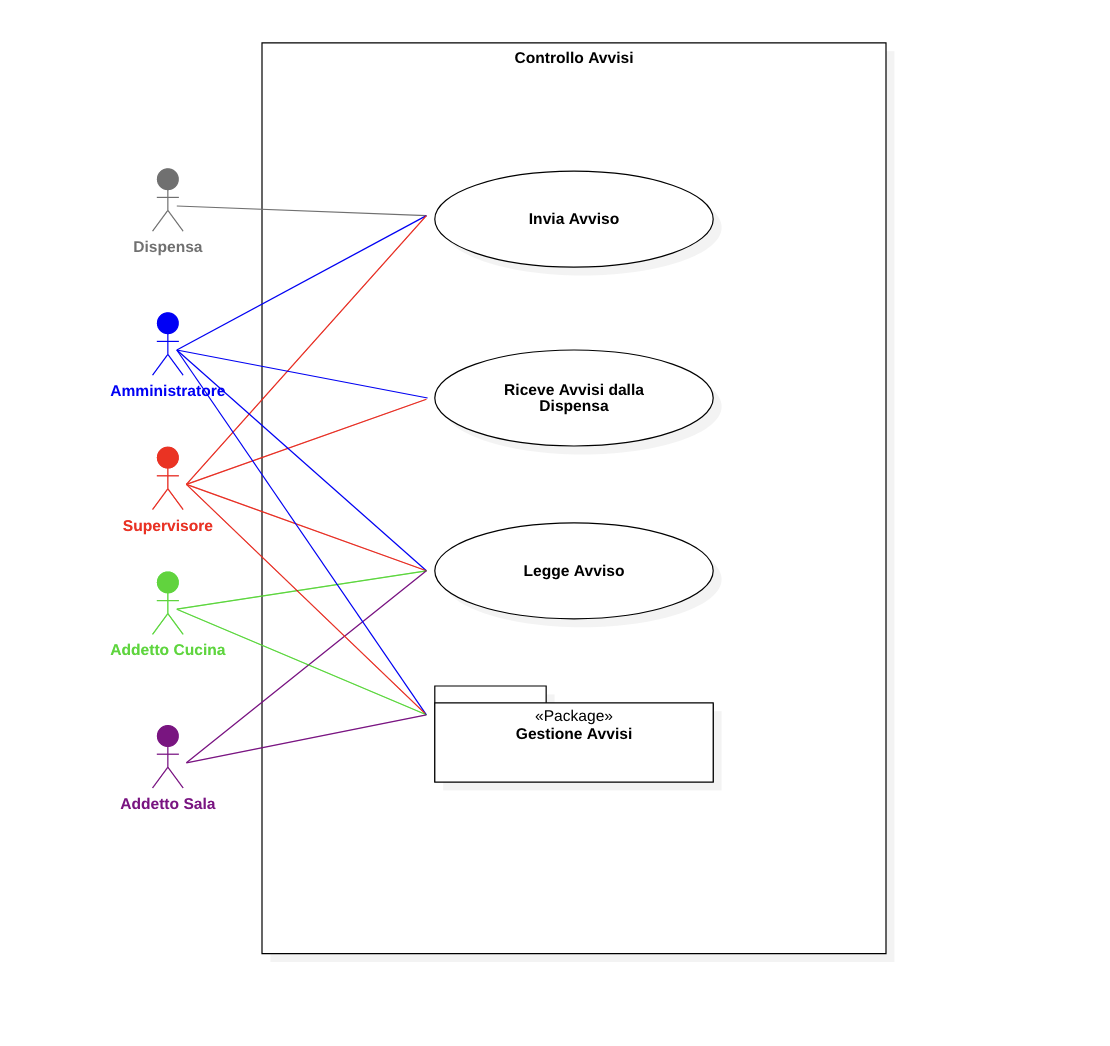 Controllo Avvisi
Dispensa
Invia Avviso
Amministratore
Riceve Avvisi dalla
Dispensa
Supervisore
Legge Avviso
Addetto Cucina
«Package»
Gestione Avvisi
Addetto Sala